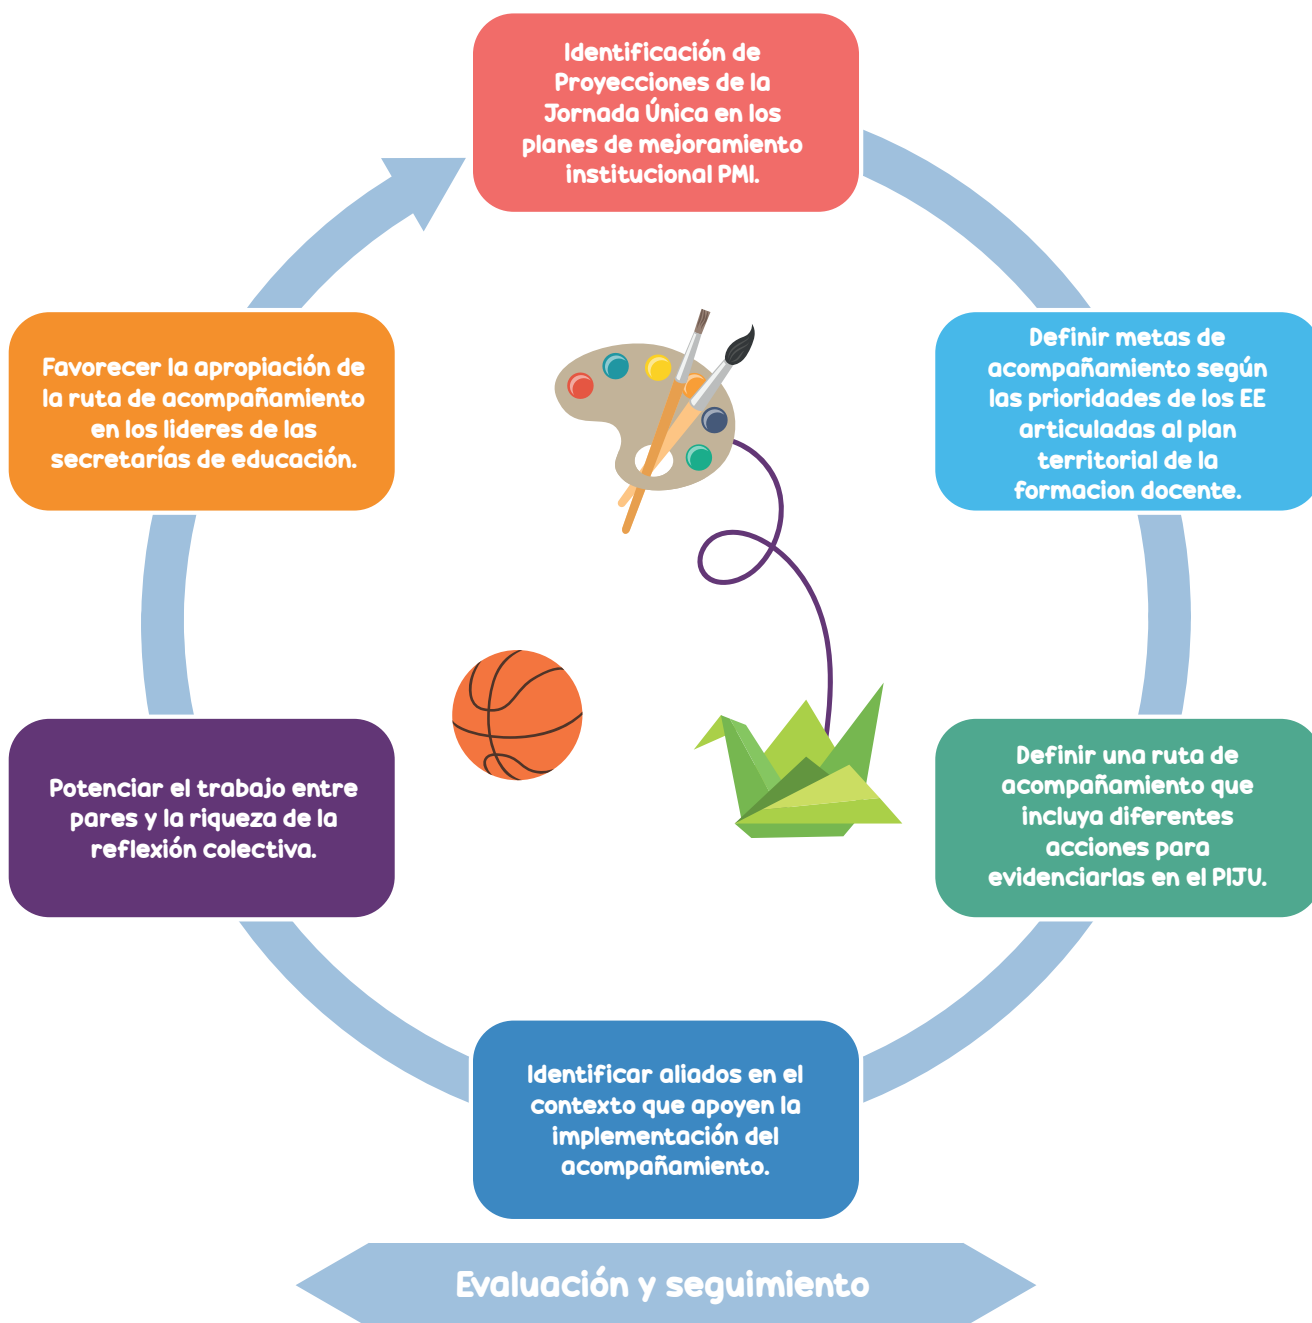 Identificación de
Proyecciones de la
Jornada Única en los
planes de mejoramiento
institucional PMI.
Definir metas de
acompañamiento según
las prioridades de los EE
articuladas al plan
territorial de la
formacion docente.
Definir una ruta de
acompañamiento que
incluya diferentes
acciones para
evidenciarlas en el PIJU.
Identificar aliados en el
contexto que apoyen la
implementación del
acompañamiento.
Potenciar el trabajo entre
pares y la riqueza de la
reflexión colectiva.
Favorecer la apropiación de
la ruta de acompañamiento
en los lideres de las
secretarías de educación.
Evaluación y seguimiento